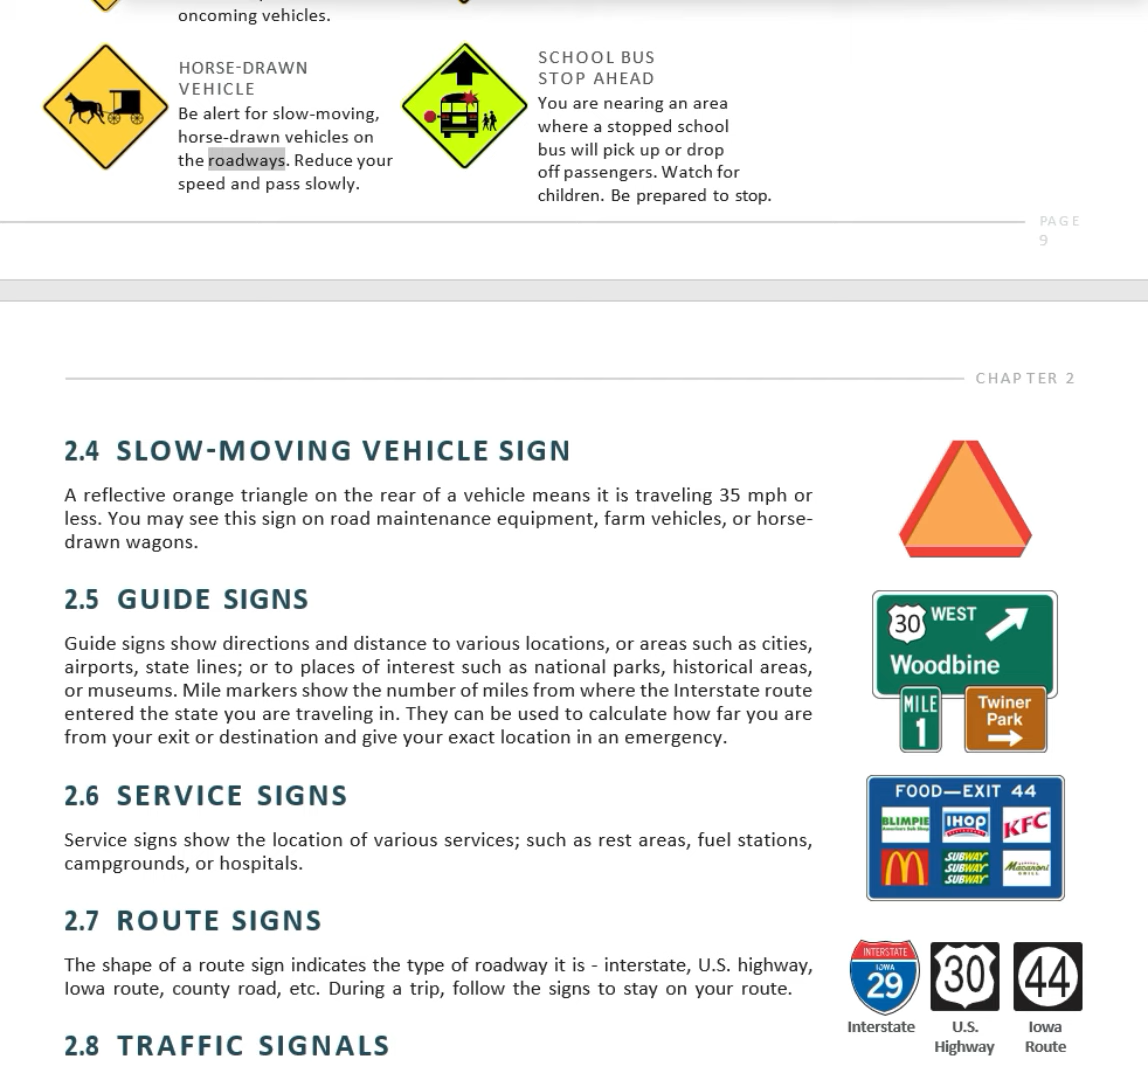 oncoming vehicles.
HORSE-DRAWN
VEHICLE
Be alert for slow-moving,
horse-drawn vehicles on
the roadways. Reduce your
speed and pass slowly.
SCHOOL BUS
STOP AHEAD
You are nearing an area
where a stopped school
bus will pick up or drop
off passengers. Watch for
children. Be prepared to stop.
PAGE
9
CHAPTER 2
2.4 SLOW-MOVING VEHICLE SIGN
A reflective orange triangle on the rear of a vehicle means it is traveling 35 mph or
less. You may see this sign on road maintenance equipment, farm vehicles, or horse-
drawn wagons.
2.5 GUIDE SIGNS
Guide signs show directions and distance to various locations, or areas such as cities,
airports, state lines; or to places of interest such as national parks, historical areas,
or museums. Mile markers show the number of miles from where the Interstate route
entered the state you are traveling in. They can be used to calculate how far you are
from your exit or destination and give your exact location in an emergency.
30 WEST
Woodbine
MILE
1
Twiner
Park
2.6 SERVICE SIGNS
Service signs show the location of various services; such as rest areas, fuel stations,
campgrounds, or hospitals.
FOOD—EXIT 44
BLIMPIE
IHOP
KFC
SUBWAY
SUBWAY
SUBWAY
Macaroni
GRILL
2.7 ROUTE SIGNS
The shape of a route sign indicates the type of roadway it is - interstate, U.S. highway,
Iowa route, county road, etc. During a trip, follow the signs to stay on your route.
INTERSTATE
IOWA
29
30
44
Interstate
U.S.
Highway
Iowa
Route
2.8 TRAFFIC SIGNALS